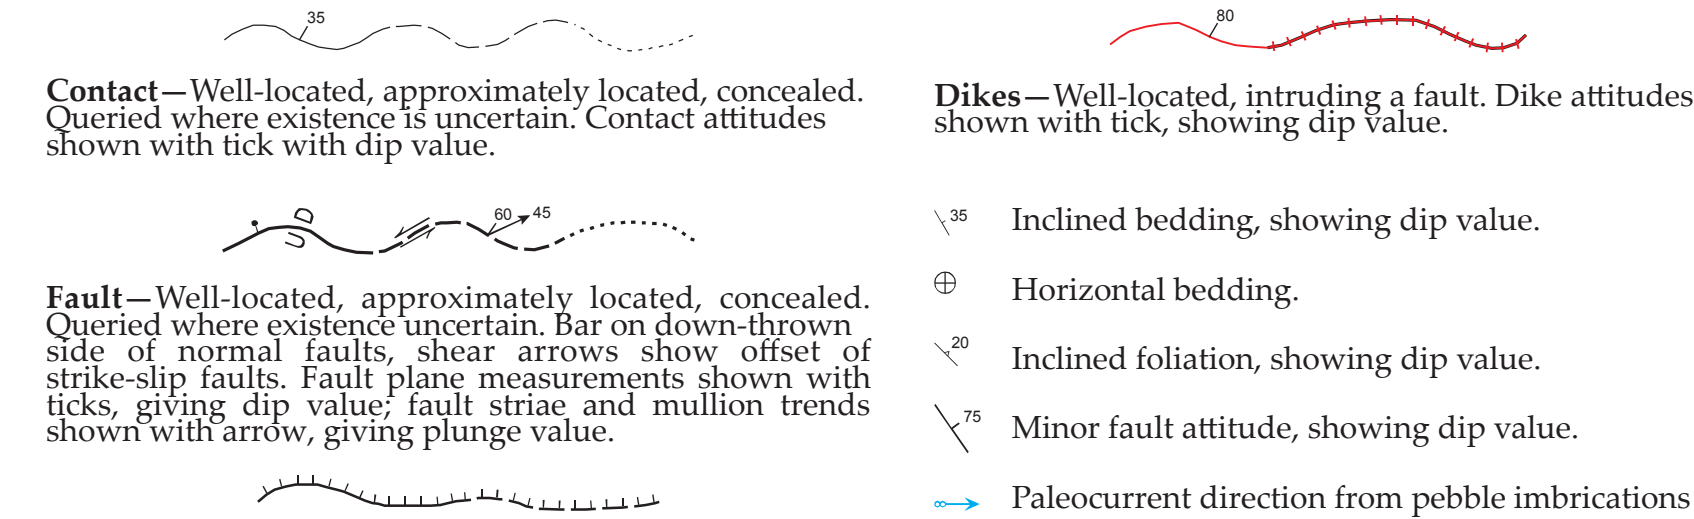 35
Contact—Well-located, approximately located, concealed.
Queried where existence is uncertain. Contact attitudes
shown with tick with dip value.
D
U
60 45
Fault—Well-located, approximately located, concealed.
Queried where existence uncertain. Bar on down-thrown
side of normal faults, shear arrows show offset of
strike-slip faults. Fault plane measurements shown with
ticks, giving dip value; fault striae and mullion trends
shown with arrow, giving plunge value.
80
Dikes—Well-located, intruding a fault. Dike attitudes
shown with tick, showing dip value.
35 Inclined bedding, showing dip value.
Horizontal bedding.
20 Inclined foliation, showing dip value.
75 Minor fault attitude, showing dip value.
Paleocurrent direction from pebble imbrications